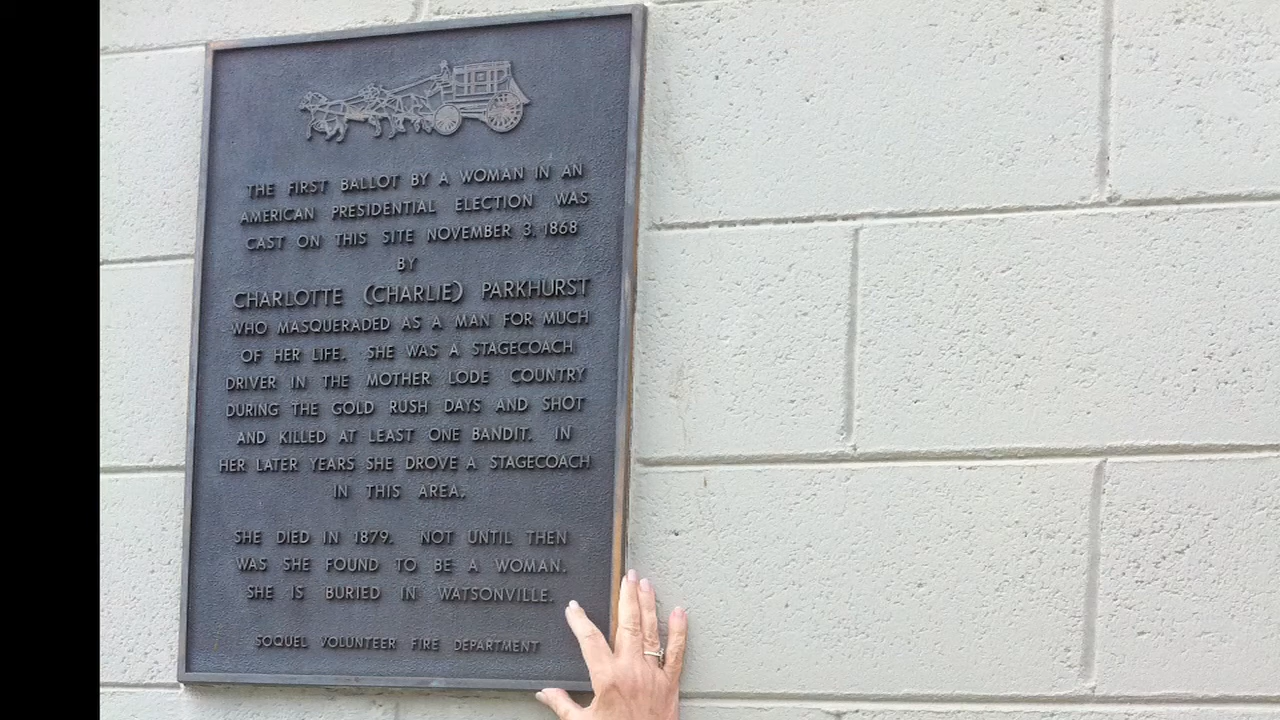 THE FIRST BALLOT BY A WOMAN IN AN
AMERICAN PRESIDENTIAL ELECTION WAS
CAST ON THIS SITE NOVEMBER 3, 1868
BY
CHARLOTTE (CHARLIE) PARKHURST
WHO MASQUERADED AS A MAN FOR MUCH
OF HER LIFE. SHE WAS A STAGECOACH
DRIVER IN THE MOTHER LODE COUNTRY
DURING THE GOLD RUSH DAYS AND SHOT
AND KILLED AT LEAST ONE BANDIT. IN
HER LATER YEARS SHE DROVE A STAGECOACH
IN THIS AREA.
SHE DIED IN 1879. NOT UNTIL THEN
WAS SHE FOUND TO BE A WOMAN.
SHE IS BURIED IN WATSONVILLE.
SOQUEL VOLUNTEER FIRE DEPARTMENT